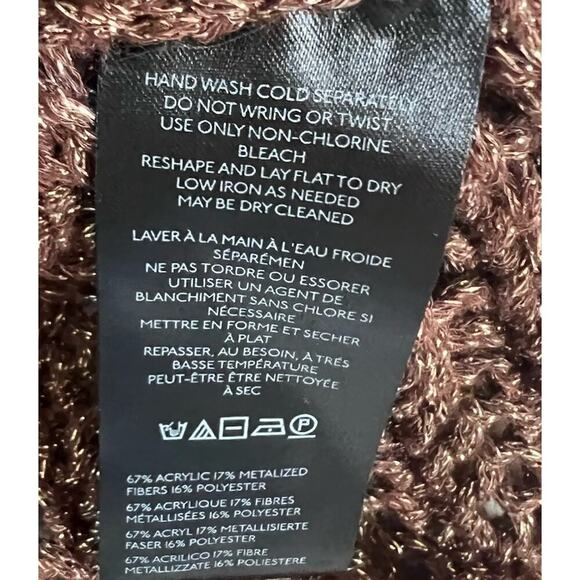 HAND WASH COLD SEPARATELY
DO NOT WRING OR TWIST
USE ONLY NON-CHLORINE
BLEACH
RESHAPE AND LAY FLAT TO DRY
LOW IRON AS NEEDED
MAY BE DRY CLEANED
LAVER À LA MAIN À L'EAU FROIDE
SÉPARÉMEN
NE PAS TORDRE OU ESSORER
UTILISER UN AGENT DE
BLANCHIMENT SANS CHLORE SI
NÉCESSAIRE
METTRE EN FORME ET SECHER
À PLAT
REPASSER, AU BESOIN, À TRÉS
BASSE TEMPÉRATURE
PEUT-ÊTRE ÊTRE NETTOYÉE
À SEC
P
67% ACRYLIC 17% METALIZED
FIBERS 16% POLYESTER
67% ACRYLIQUE 17% FIBRES
MÉTALLISÉES 16% POLYESTER
67% ACRYL 17% METALLISIERTE
FASER 16% POLYESTER
67% ACRILICO 17% FIBRE
METALLIZZATE 16% POLIESTERE